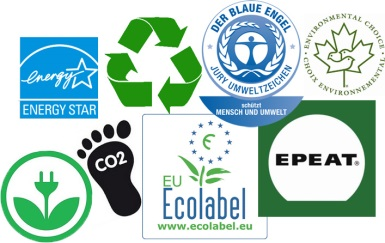 energy
ENERGY STAR
DER BLAUE ENGEL
JURY UMWELTZEICHEN
schützt
MENSCH UND UMWELT
ENVIRONMENTAL CHOICE
CHOIX ENVIRONNEMENTAL
CO2
€
EU
Ecolabel
www.ecolabel.eu
EPEAT®